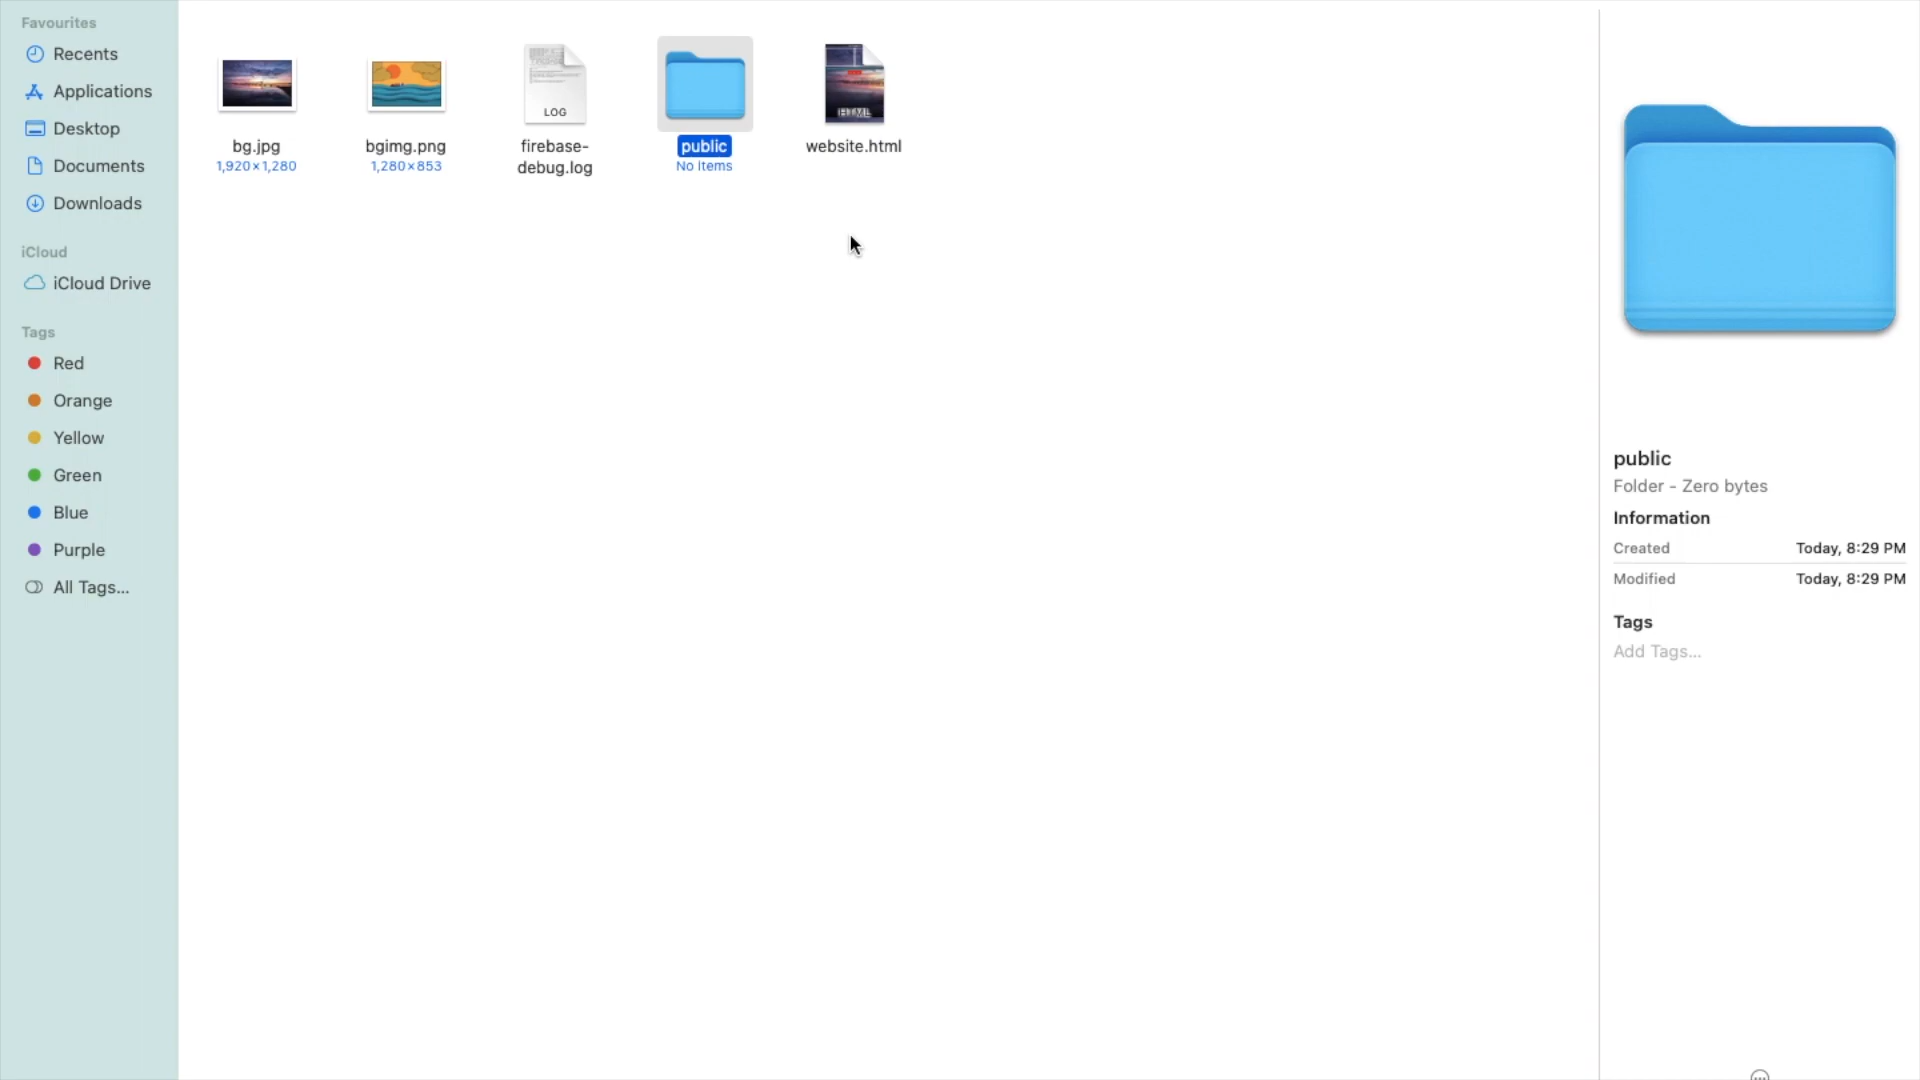 Favourites
Recents
Applications
Desktop
Documents
Downloads
iCloud
iCloud Drive
Tags
Red
Orange
Yellow
Green
Blue
Purple
All Tags...
bg.jpg
1,920×1,280
bgimg.png
1,280×853
LOG
firebase-
debug.log
public
No items
HTML
website.html
public
Folder - Zero bytes
Information
Created Today, 8:29 PM
Modified Today, 8:29 PM
Tags
Add Tags...